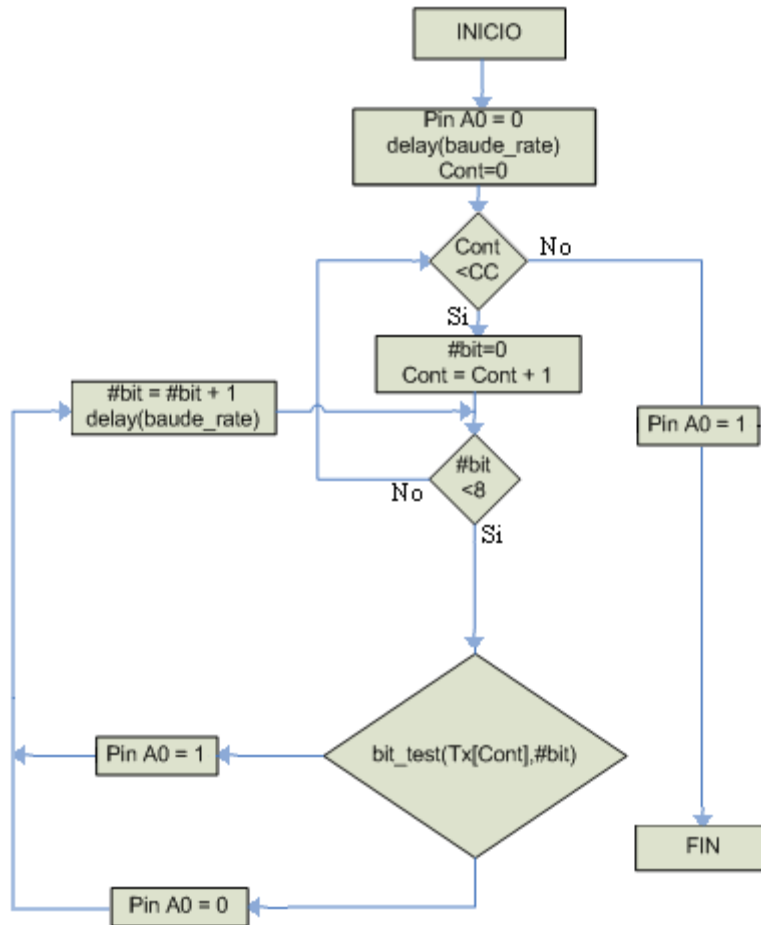 INICIO
Pin A0 = 0
delay(baude_rate)
Cont=0
Cont
<CC
No
Si
#bit=0
Cont = Cont + 1
#bit = #bit + 1
delay(baude_rate)
Pin A0 = 1
#bit
<8
No
Si
bit_test(Tx[Cont],#bit)
Pin A0 = 1
FIN
Pin A0 = 0